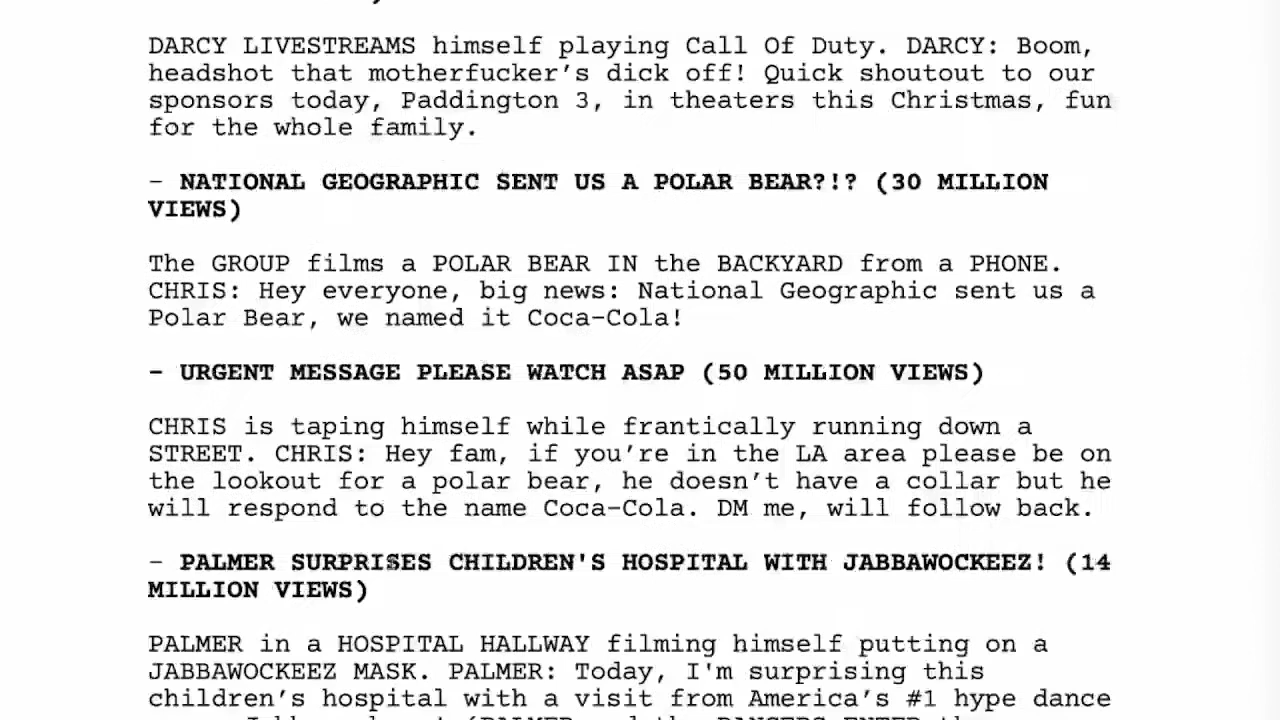 DARCY LIVESTREAMS himself playing Call Of Duty. DARCY: Boom,
headshot that motherfucker's dick off! Quick shoutout to our
sponsors today, Paddington 3, in theaters this Christmas, fun
for the whole family.
- NATIONAL GEOGRAPHIC SENT US A POLAR BEAR?!? (30 MILLION
VIEWS)
The GROUP films a POLAR BEAR IN the BACKYARD from a PHONE.
CHRIS: Hey everyone, big news: National Geographic sent us a
Polar Bear, we named it Coca-Cola!
- URGENT MESSAGE PLEASE WATCH ASAP (50 MILLION VIEWS)
CHRIS is taping himself while frantically running down a
STREET. CHRIS: Hey fam, if you're in the LA area please be on
the lookout for a polar bear, he doesn't have a collar but he
will respond to the name Coca-Cola. DM me, will follow back.
- PALMER SURPRISES CHILDREN'S HOSPITAL WITH JABBAWOCKEEZ! (14
MILLION VIEWS)
PALMER in a HOSPITAL HALLWAY filming himself putting on a
JABBAWOCKEEZ MASK. PALMER: Today, I'm surprising this
children's hospital with a visit from America's #1 hype dance